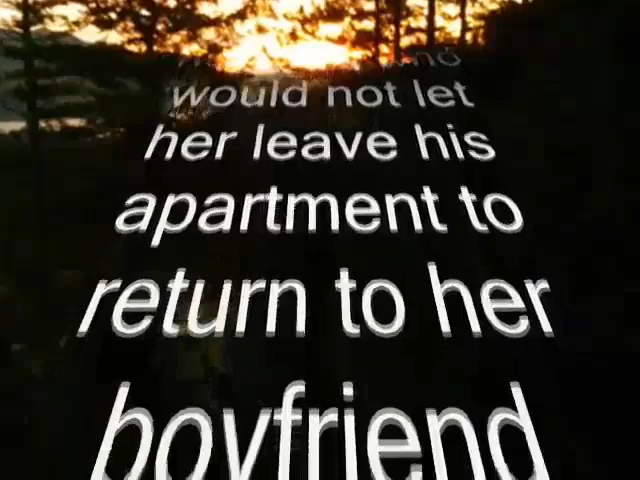 would not let
her leave his
apartment to
return to her
boyfriend